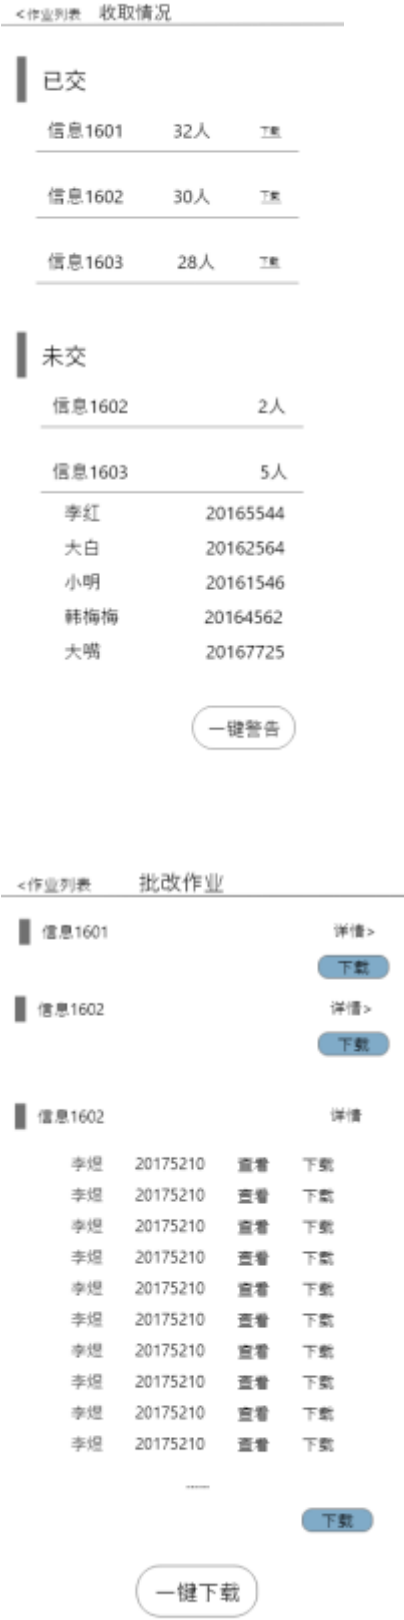 <作业列表 收取情况
已交
信息1601 32人 下载
信息1602 30人 下载
信息1603 28人 下载
未交
信息1602 2人
信息1603 5人
李红 20165544
大白 20162564
小明 20161546
韩梅梅 20164562
大嘴 20167725
一键警告
<作业列表 批改作业
信息1601 详情>
下载
信息1602 详情>
下载
信息1602 详情
李煜 20175210 查看 下载
李煜 20175210 查看 下载
李煜 20175210 查看 下载
李煜 20175210 查看 下载
李煜 20175210 查看 下载
李煜 20175210 查看 下载
李煜 20175210 查看 下载
李煜 20175210 查看 下载
李煜 20175210 查看 下载
李煜 20175210 查看 下载
......
下载
一键下载